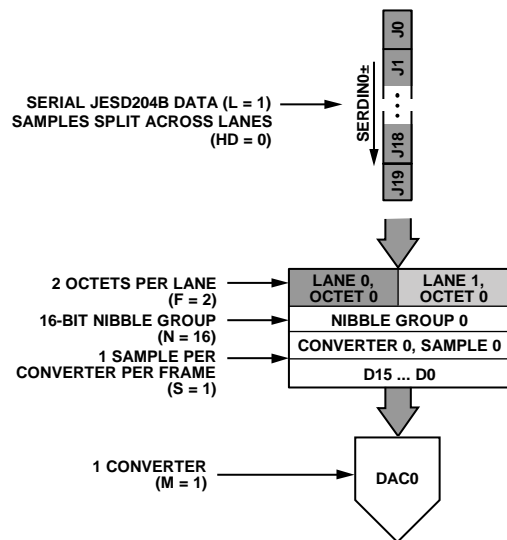 J0
J1
SERDIN0±
J18
J19
SERIAL JESD204B DATA (L = 1)
SAMPLES SPLIT ACROSS LANES
(HD = 0)
2 OCTETS PER LANE
(F = 2)
LANE 0,
OCTET 0
LANE 1,
OCTET 0
16-BIT NIBBLE GROUP
(N = 16)
NIBBLE GROUP 0
1 SAMPLE PER
CONVERTER PER FRAME
(S = 1)
CONVERTER 0, SAMPLE 0
D15 ... D0
1 CONVERTER
(M = 1)
DAC0